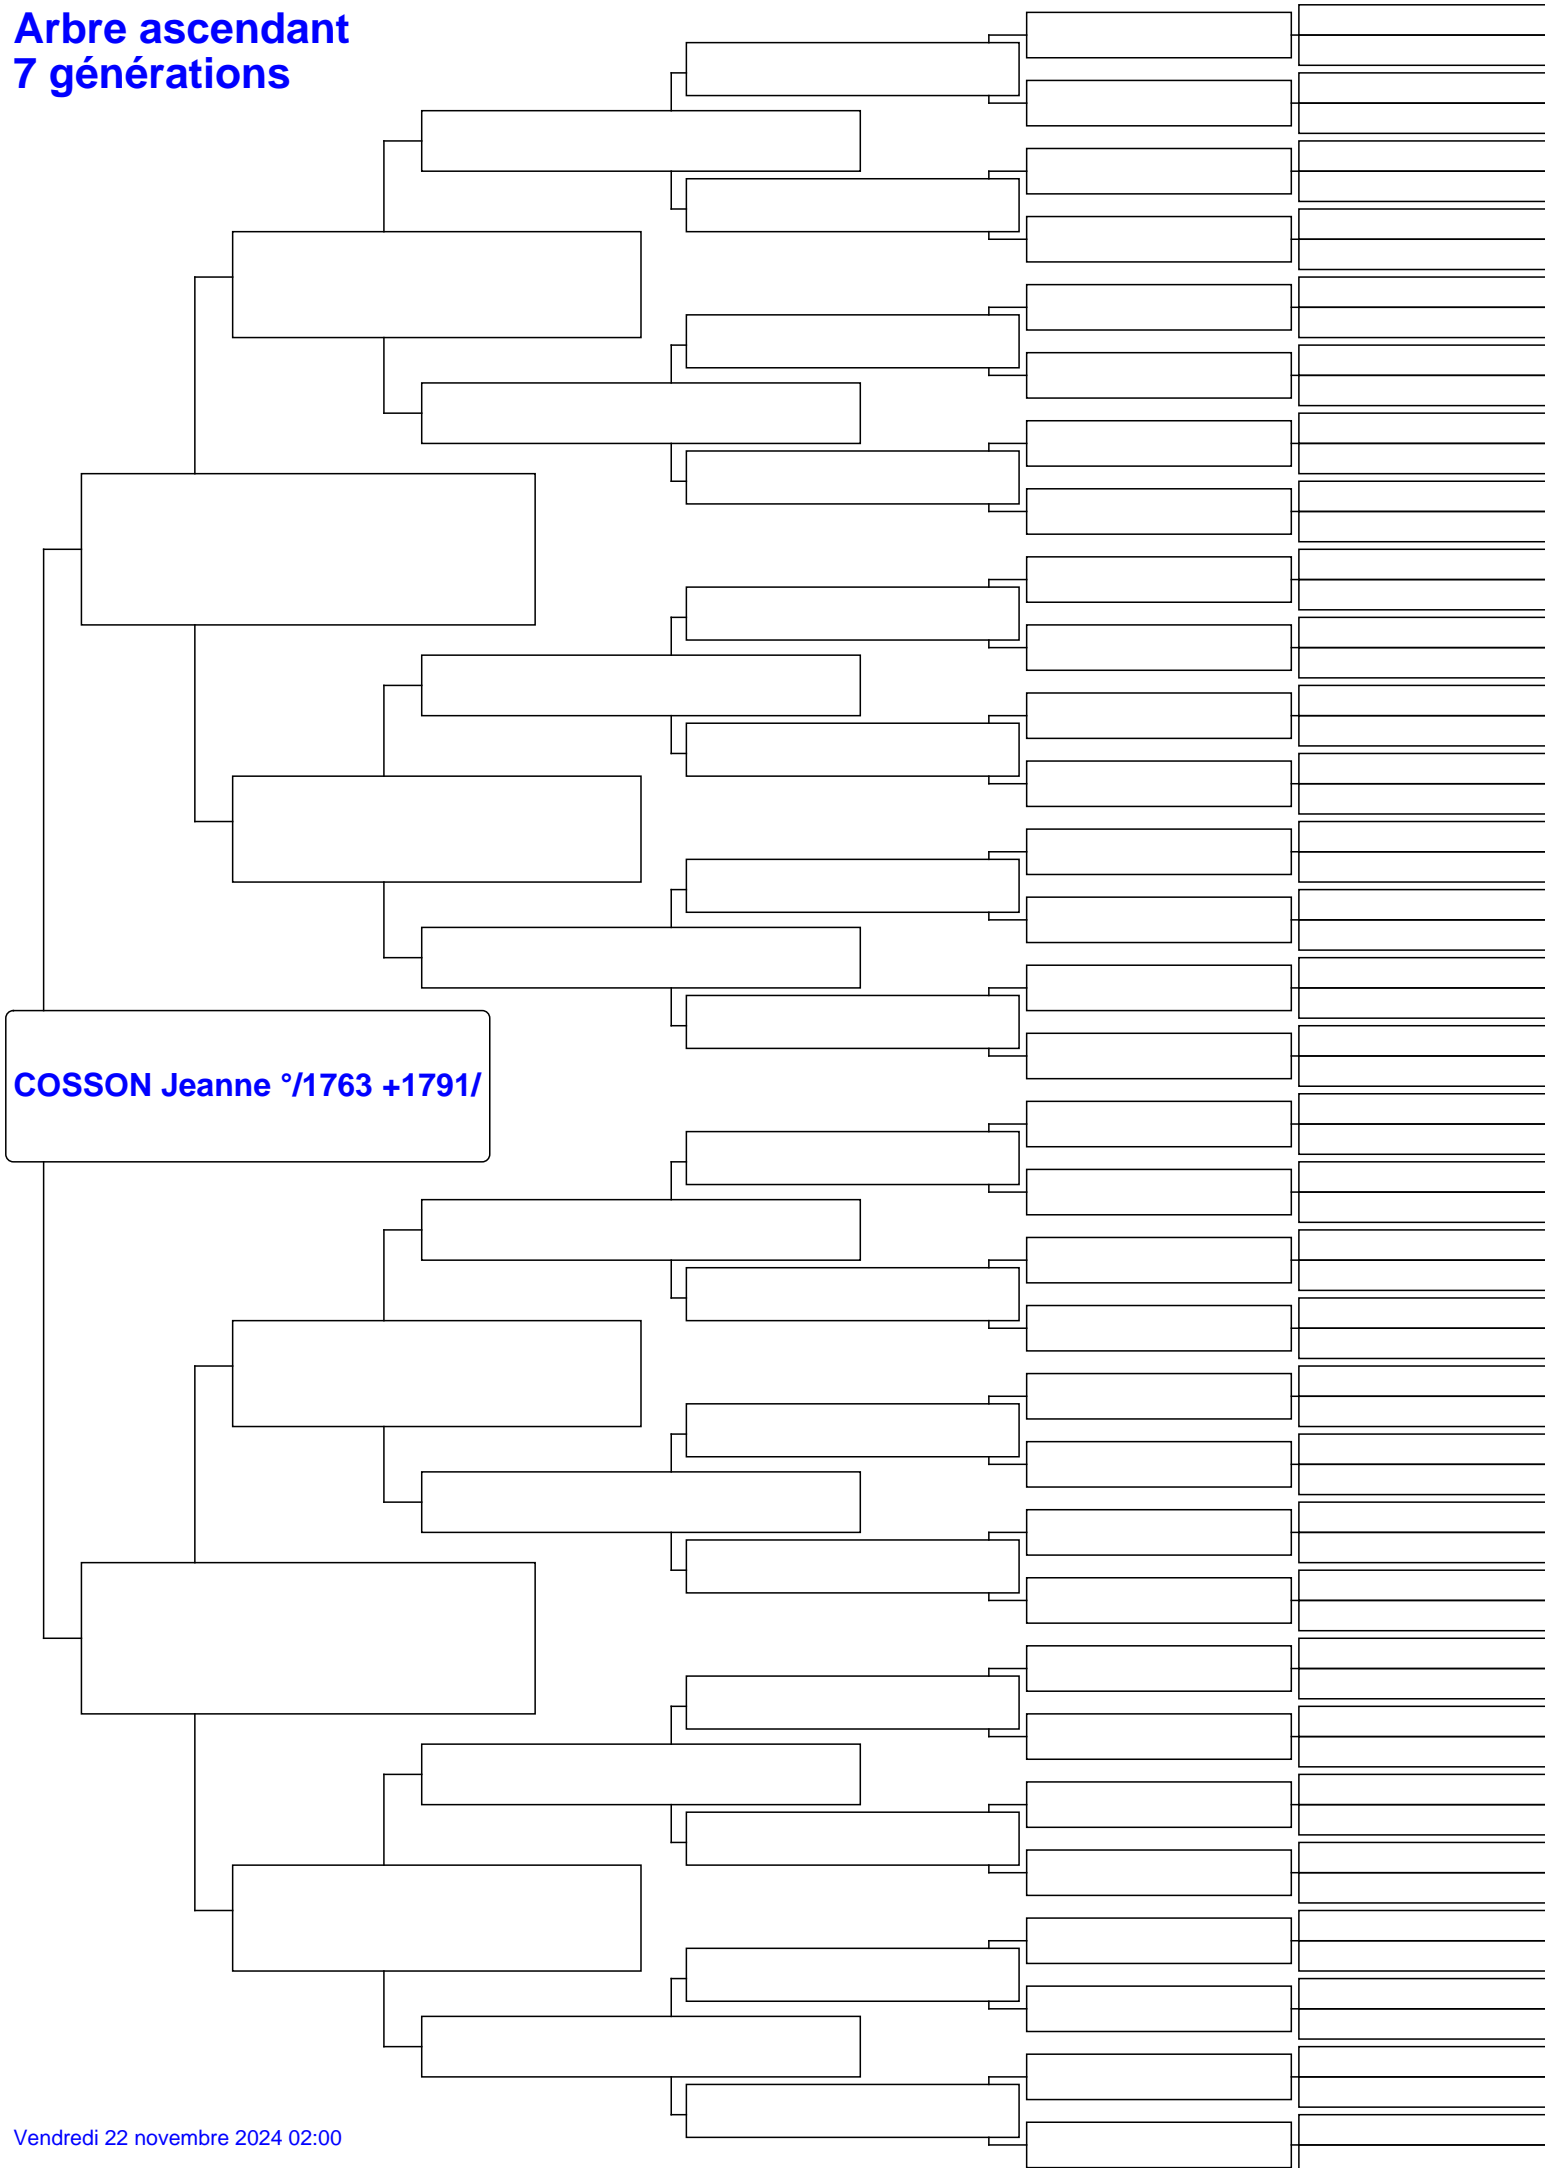 Arbre ascendant
7 générations
COSSON Jeanne °/1763 +1791/
Vendredi 22 novembre 2024 02:00